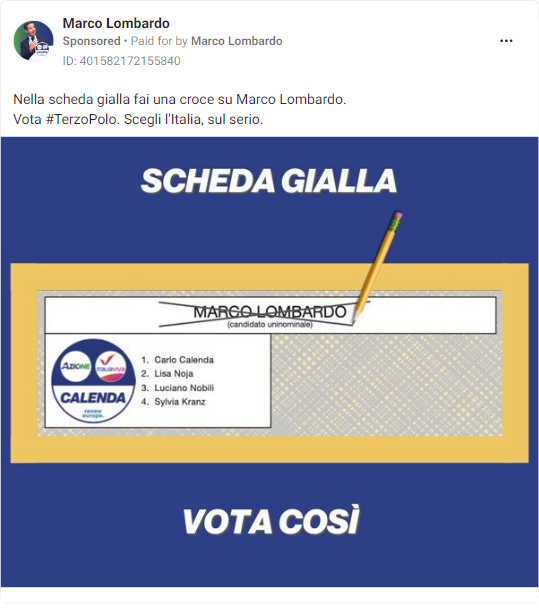 Marco Lombardo
Sponsored • Paid for by Marco Lombardo
ID: 401582172155840
Nella scheda gialla fai una croce su Marco Lombardo.
Vota #TerzoPolo. Scegli l'Italia, sul serio.
SCHEDA GIALLA
MARCO LOMBARDO
(candidato uninominale)
AZIONE
italiaviva
CALENDA
renew
europe.
1. Carlo Calenda
2. Lisa Noja
3. Luciano Nobili
4. Sylvia Kranz
VOTA COSÌ